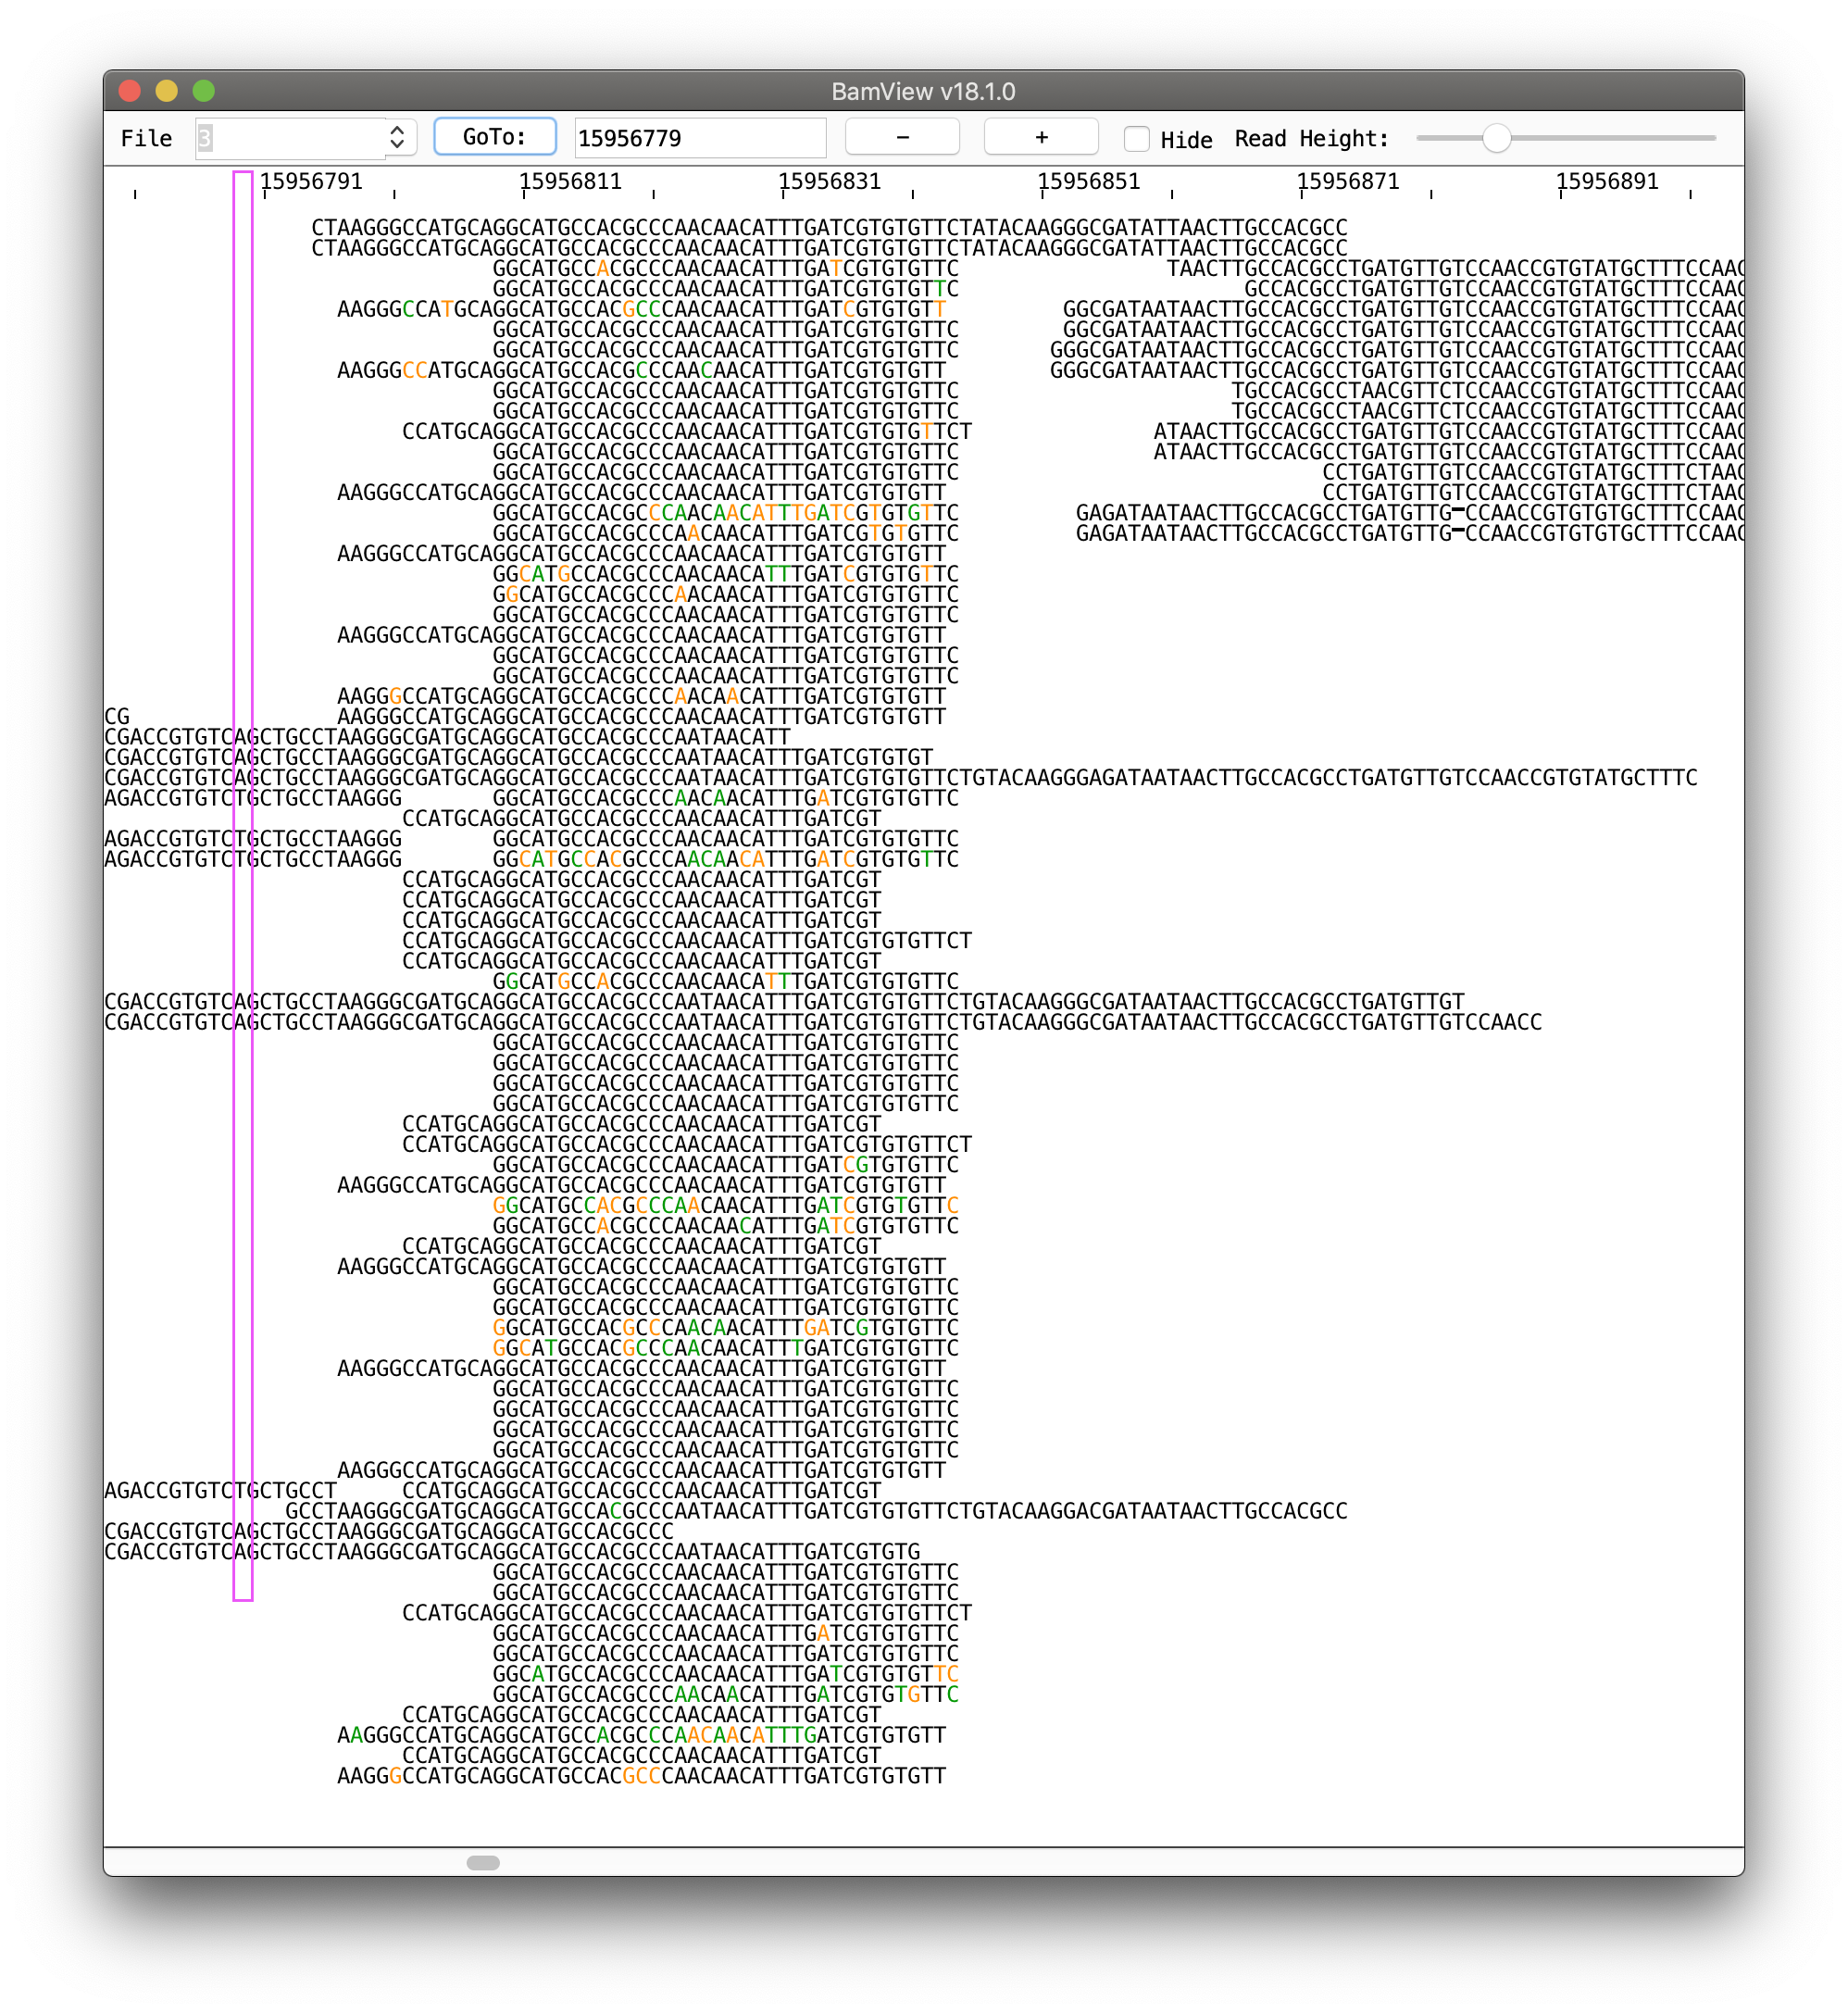 BamView v18.1.0
File 3 GoTo: 15956779 − + Hide Read Height:
15956791 15956811 15956831 15956851 15956871 15956891
CTAAGGGCCATGCAGGCATGCCACGCCCAACAACATTTGATCGTGTGTTCTATACAAGGGCGATATTAACTTGCCACGCC
CTAAGGGCCATGCAGGCATGCCACGCCCAACAACATTTGATCGTGTGTTCTATACAAGGGCGATATTAACTTGCCACGCC
GGCATGCCACGCCCAACAACATTTGATCGTGTGTTC TAACTTGCCACGCCTGATGTTGTCCAACCGTGTATGCTTTCCAAC
GGCATGCCACGCCCAACAACATTTGATCGTGTGTTC GCCACGCCTGATGTTGTCCAACCGTGTATGCTTTCCAAC
AAGGGCCATGCAGGCATGCCACGCCCAACAACATTTGATCGTGTGTT GGCGATAATAACTTGCCACGCCTGATGTTGTCCAACCGTGTATGCTTTCCAAC
GGCATGCCACGCCCAACAACATTTGATCGTGTGTTC GGCGATAATAACTTGCCACGCCTGATGTTGTCCAACCGTGTATGCTTTCCAAC
GGCATGCCACGCCCAACAACATTTGATCGTGTGTTC GGGCGATAATAACTTGCCACGCCTGATGTTGTCCAACCGTGTATGCTTTCCAAC
AAGGGCCATGCAGGCATGCCACGCCCAACAACATTTGATCGTGTGTT GGGCGATAATAACTTGCCACGCCTGATGTTGTCCAACCGTGTATGCTTTCCAAC
GGCATGCCACGCCCAACAACATTTGATCGTGTGTTC TGCCACGCCTAACGTTCTCCAACCGTGTATGCTTTCCAAC
GGCATGCCACGCCCAACAACATTTGATCGTGTGTTC TGCCACGCCTAACGTTCTCCAACCGTGTATGCTTTCCAAC
CCATGCAGGCATGCCACGCCCAACAACATTTGATCGTGTGTTCT ATAACTTGCCACGCCTGATGTTGTCCAACCGTGTATGCTTTCCAAC
GGCATGCCACGCCCAACAACATTTGATCGTGTGTTC ATAACTTGCCACGCCTGATGTTGTCCAACCGTGTATGCTTTCCAAC
GGCATGCCACGCCCAACAACATTTGATCGTGTGTTC CCTGATGTTGTCCAACCGTGTATGCTTTCTAAC
AAGGGCCATGCAGGCATGCCACGCCCAACAACATTTGATCGTGTGTT CCTGATGTTGTCCAACCGTGTATGCTTTCTAAC
GGCATGCCACGCCCAACAACATTTGATCGTGTGTTC GAGATAATAACTTGCCACGCCTGATGTTG-CCAACCGTGTGTGCTTTCCAAC
GGCATGCCACGCCCAACAACATTTGATCGTGTGTTC GAGATAATAACTTGCCACGCCTGATGTTG-CCAACCGTGTGTGCTTTCCAAC
AAGGGCCATGCAGGCATGCCACGCCCAACAACATTTGATCGTGTGTT
GGCATGCCACGCCCAACAACATTTGATCGTGTGTTC
GGCATGCCACGCCCAACAACATTTGATCGTGTGTTC
GGCATGCCACGCCCAACAACATTTGATCGTGTGTTC
AAGGGCCATGCAGGCATGCCACGCCCAACAACATTTGATCGTGTGTT
GGCATGCCACGCCCAACAACATTTGATCGTGTGTTC
GGCATGCCACGCCCAACAACATTTGATCGTGTGTTC
AAGGGCCATGCAGGCATGCCACGCCCAACAACATTTGATCGTGTGTT
CG AAGGGCCATGCAGGCATGCCACGCCCAACAACATTTGATCGTGTGTT
CGACCGTGTCAGCTGCCTAAGGGCGATGCAGGCATGCCACGCCCAATAACATT
CGACCGTGTCAGCTGCCTAAGGGCGATGCAGGCATGCCACGCCCAATAACATTTGATCGTGTGT
CGACCGTGTCAGCTGCCTAAGGGCGATGCAGGCATGCCACGCCCAATAACATTTGATCGTGTGTTCTGTACAAGGGAGATAATAACTTGCCACGCCTGATGTTGTCCAACCGTGTATGCTTTC
AGACCGTGTCTGCTGCCTAAGGG GGCATGCCACGCCCAACAACATTTGATCGTGTGTTC
CCATGCAGGCATGCCACGCCCAACAACATTTGATCGT
AGACCGTGTCTGCTGCCTAAGGG GGCATGCCACGCCCAACAACATTTGATCGTGTGTTC
AGACCGTGTCTGCTGCCTAAGGG GGCATGCCACGCCCAACAACATTTGATCGTGTGTTC
CCATGCAGGCATGCCACGCCCAACAACATTTGATCGT
CCATGCAGGCATGCCACGCCCAACAACATTTGATCGT
CCATGCAGGCATGCCACGCCCAACAACATTTGATCGT
CCATGCAGGCATGCCACGCCCAACAACATTTGATCGTGTGTTCT
CCATGCAGGCATGCCACGCCCAACAACATTTGATCGT
GGCATGCCACGCCCAACAACATTTGATCGTGTGTTC
CGACCGTGTCAGCTGCCTAAGGGCGATGCAGGCATGCCACGCCCAATAACATTTGATCGTGTGTTCTGTACAAGGGCGATAATAACTTGCCACGCCTGATGTTGT
CGACCGTGTCAGCTGCCTAAGGGCGATGCAGGCATGCCACGCCCAATAACATTTGATCGTGTGTTCTGTACAAGGGCGATAATAACTTGCCACGCCTGATGTTGTCCAACC
GGCATGCCACGCCCAACAACATTTGATCGTGTGTTC
GGCATGCCACGCCCAACAACATTTGATCGTGTGTTC
GGCATGCCACGCCCAACAACATTTGATCGTGTGTTC
GGCATGCCACGCCCAACAACATTTGATCGTGTGTTC
CCATGCAGGCATGCCACGCCCAACAACATTTGATCGT
CCATGCAGGCATGCCACGCCCAACAACATTTGATCGTGTGTTCT
GGCATGCCACGCCCAACAACATTTGATCGTGTGTTC
AAGGGCCATGCAGGCATGCCACGCCCAACAACATTTGATCGTGTGTT
GGCATGCCACGCCCAACAACATTTGATCGTGTGTTC
GGCATGCCACGCCCAACAACATTTGATCGTGTGTTC
CCATGCAGGCATGCCACGCCCAACAACATTTGATCGT
AAGGGCCATGCAGGCATGCCACGCCCAACAACATTTGATCGTGTGTT
GGCATGCCACGCCCAACAACATTTGATCGTGTGTTC
GGCATGCCACGCCCAACAACATTTGATCGTGTGTTC
GGCATGCCACGCCCAACAACATTTGATCGTGTGTTC
GGCATGCCACGCCCAACAACATTTGATCGTGTGTTC
AAGGGCCATGCAGGCATGCCACGCCCAACAACATTTGATCGTGTGTT
GGCATGCCACGCCCAACAACATTTGATCGTGTGTTC
GGCATGCCACGCCCAACAACATTTGATCGTGTGTTC
GGCATGCCACGCCCAACAACATTTGATCGTGTGTTC
GGCATGCCACGCCCAACAACATTTGATCGTGTGTTC
AAGGGCCATGCAGGCATGCCACGCCCAACAACATTTGATCGTGTGTT
AGACCGTGTCTGCTGCCT CCATGCAGGCATGCCACGCCCAACAACATTTGATCGT
GCCTAAGGGCGATGCAGGCATGCCACGCCCAATAACATTTGATCGTGTGTTCTGTACAAGGACGATAATAACTTGCCACGCC
CGACCGTGTCAGCTGCCTAAGGGCGATGCAGGCATGCCACGCCC
CGACCGTGTCAGCTGCCTAAGGGCGATGCAGGCATGCCACGCCCAATAACATTTGATCGTGTG
GGCATGCCACGCCCAACAACATTTGATCGTGTGTTC
GGCATGCCACGCCCAACAACATTTGATCGTGTGTTC
CCATGCAGGCATGCCACGCCCAACAACATTTGATCGTGTGTTCT
GGCATGCCACGCCCAACAACATTTGATCGTGTGTTC
GGCATGCCACGCCCAACAACATTTGATCGTGTGTTC
GGCATGCCACGCCCAACAACATTTGATCGTGTGTTC
GGCATGCCACGCCCAACAACATTTGATCGTGTGTTC
CCATGCAGGCATGCCACGCCCAACAACATTTGATCGT
AAGGGCCATGCAGGCATGCCACGCCCAACAACATTTGATCGTGTGTT
CCATGCAGGCATGCCACGCCCAACAACATTTGATCGT
AAGGGCCATGCAGGCATGCCACGCCCAACAACATTTGATCGTGTGTT